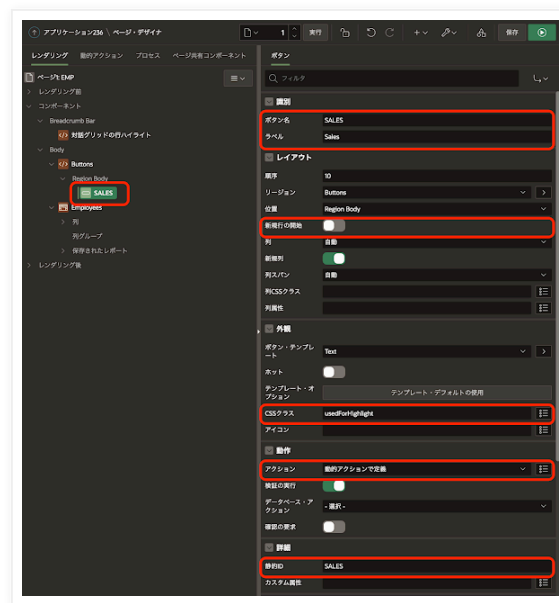 アプリケーション236 \ ページ・デザイナ
1
実行
保存
レンダリング 動的アクション プロセス ページ共有コンポーネント
ページ1: EMP
レンダリング前
コンポーネント
Breadcrumb Bar
対話グリッドの行ハイライト
Body
Buttons
Region Body
SALES
Employees
列
列グループ
保存されたレポート
レンダリング後
ボタン
フィルタ
識別
ボタン名 SALES
ラベル Sales
レイアウト
順序 10
リージョン Buttons
位置 Region Body
新規行の開始
列 自動
新規列
列スパン 自動
列CSSクラス
列属性
外観
ボタン・テンプレ
ート
Text
ホット
テンプレート・オ
プション
テンプレート・デフォルトの使用
CSSクラス usedForHighlight
アイコン
動作
アクション 動的アクションで定義
検証の実行
データベース・ア
クション
- 選択 -
確認の要求
詳細
静的ID SALES
カスタム属性